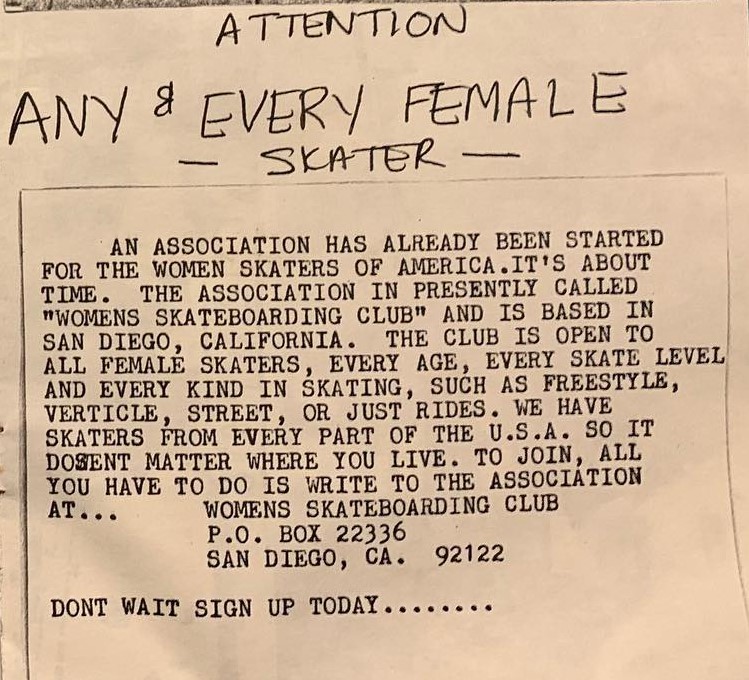 ATTENTION
ANY & EVERY FEMALE
— SKATER —
AN ASSOCIATION HAS ALREADY BEEN STARTED
FOR THE WOMEN SKATERS OF AMERICA.IT'S ABOUT
TIME. THE ASSOCIATION IN PRESENTLY CALLED
"WOMENS SKATEBOARDING CLUB" AND IS BASED IN
SAN DIEGO, CALIFORNIA. THE CLUB IS OPEN TO
ALL FEMALE SKATERS, EVERY AGE, EVERY SKATE LEVEL
AND EVERY KIND IN SKATING, SUCH AS FREESTYLE,
VERTICLE, STREET, OR JUST RIDES. WE HAVE
SKATERS FROM EVERY PART OF THE U.S.A. SO IT
DOSENT MATTER WHERE YOU LIVE. TO JOIN, ALL
YOU HAVE TO DO IS WRITE TO THE ASSOCIATION
AT... WOMENS SKATEBOARDING CLUB
P.O. BOX 22336
SAN DIEGO, CA. 92122
DONT WAIT SIGN UP TODAY........